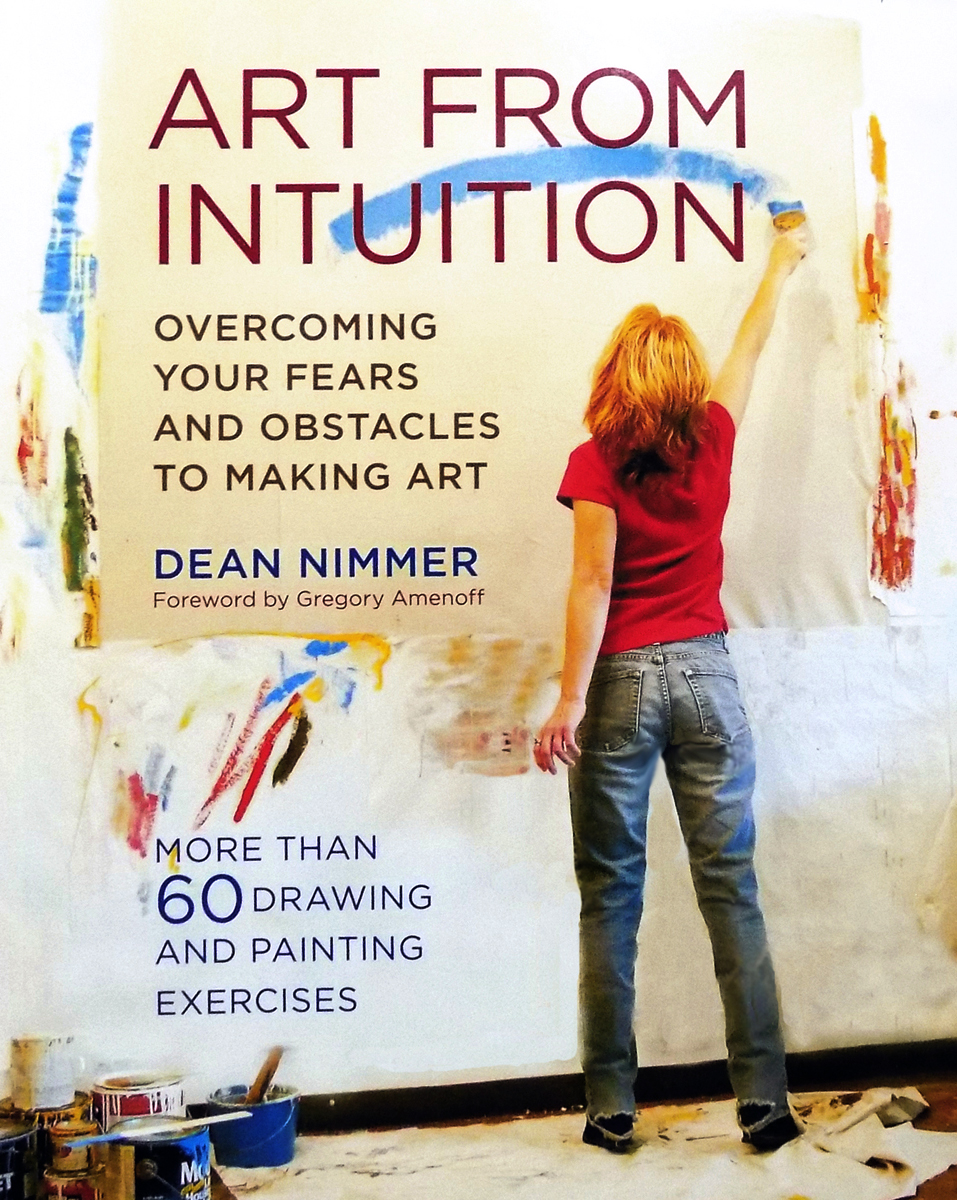 ART FROM
INTUITION
OVERCOMING
YOUR FEARS
AND OBSTACLES
TO MAKING ART
DEAN NIMMER
Foreword by Gregory Amenoff
MORE THAN
60 DRAWING
AND PAINTING
EXERCISES